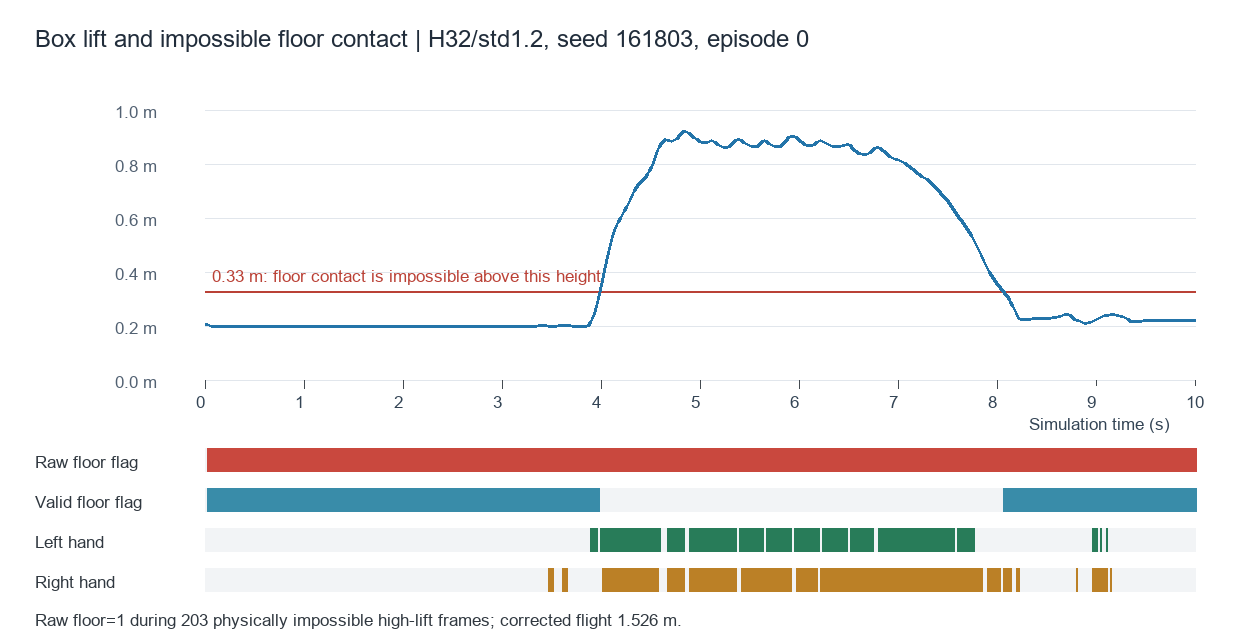 Box lift and impossible floor contact | H32/std1.2, seed 161803, episode 0
1.0 m
0.8 m
0.6 m
0.4 m
0.33 m: floor contact is impossible above this height
0.2 m
0.0 m
0 1 2 3 4 5 6 7 8 9 10
Simulation time (s)
Raw floor flag
Valid floor flag
Left hand
Right hand
Raw floor=1 during 203 physically impossible high-lift frames; corrected flight 1.526 m.